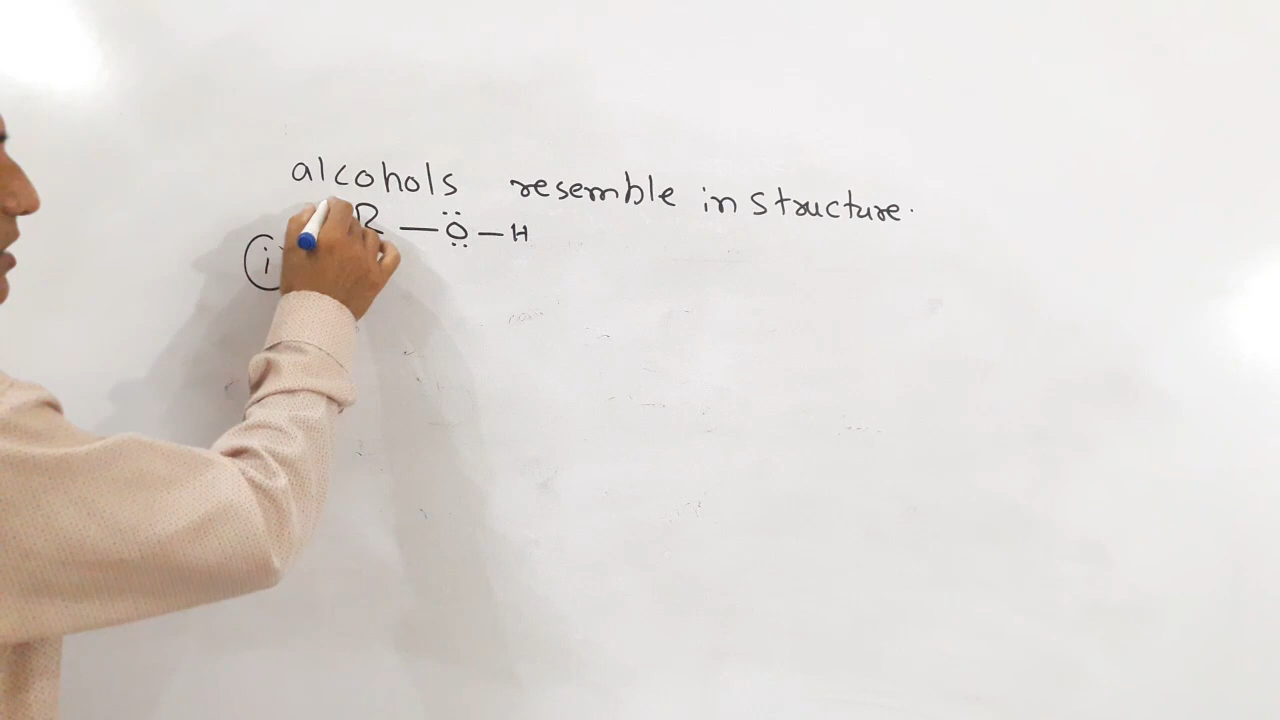 alcohols resemble in structure.
R — Ö — H
i